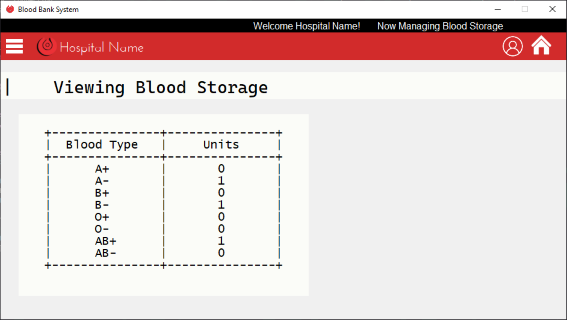 Blood Bank System
Welcome Hospital Name! Now Managing Blood Storage
Hospital Name
| Viewing Blood Storage
+---------------+---------------+
| Blood Type | Units |
+---------------+---------------+
| A+ | 0 |
| A- | 1 |
| B+ | 0 |
| B- | 1 |
| O+ | 0 |
| O- | 0 |
| AB+ | 1 |
| AB- | 0 |
+---------------+---------------+